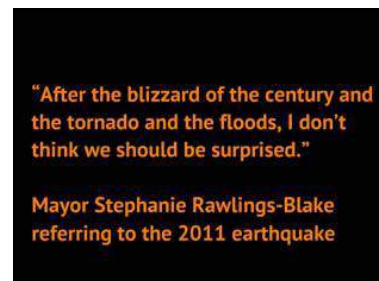 “After the blizzard of the century and
the tornado and the floods, I don’t
think we should be surprised.”
Mayor Stephanie Rawlings-Blake
referring to the 2011 earthquake